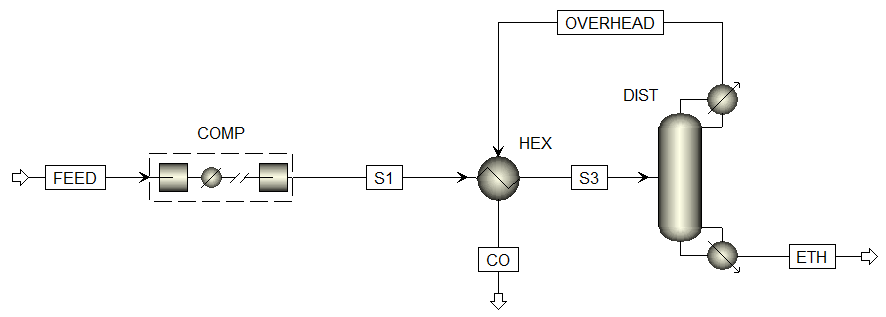 OVERHEAD
DIST
COMP
HEX
FEED
S1
S3
CO
ETH